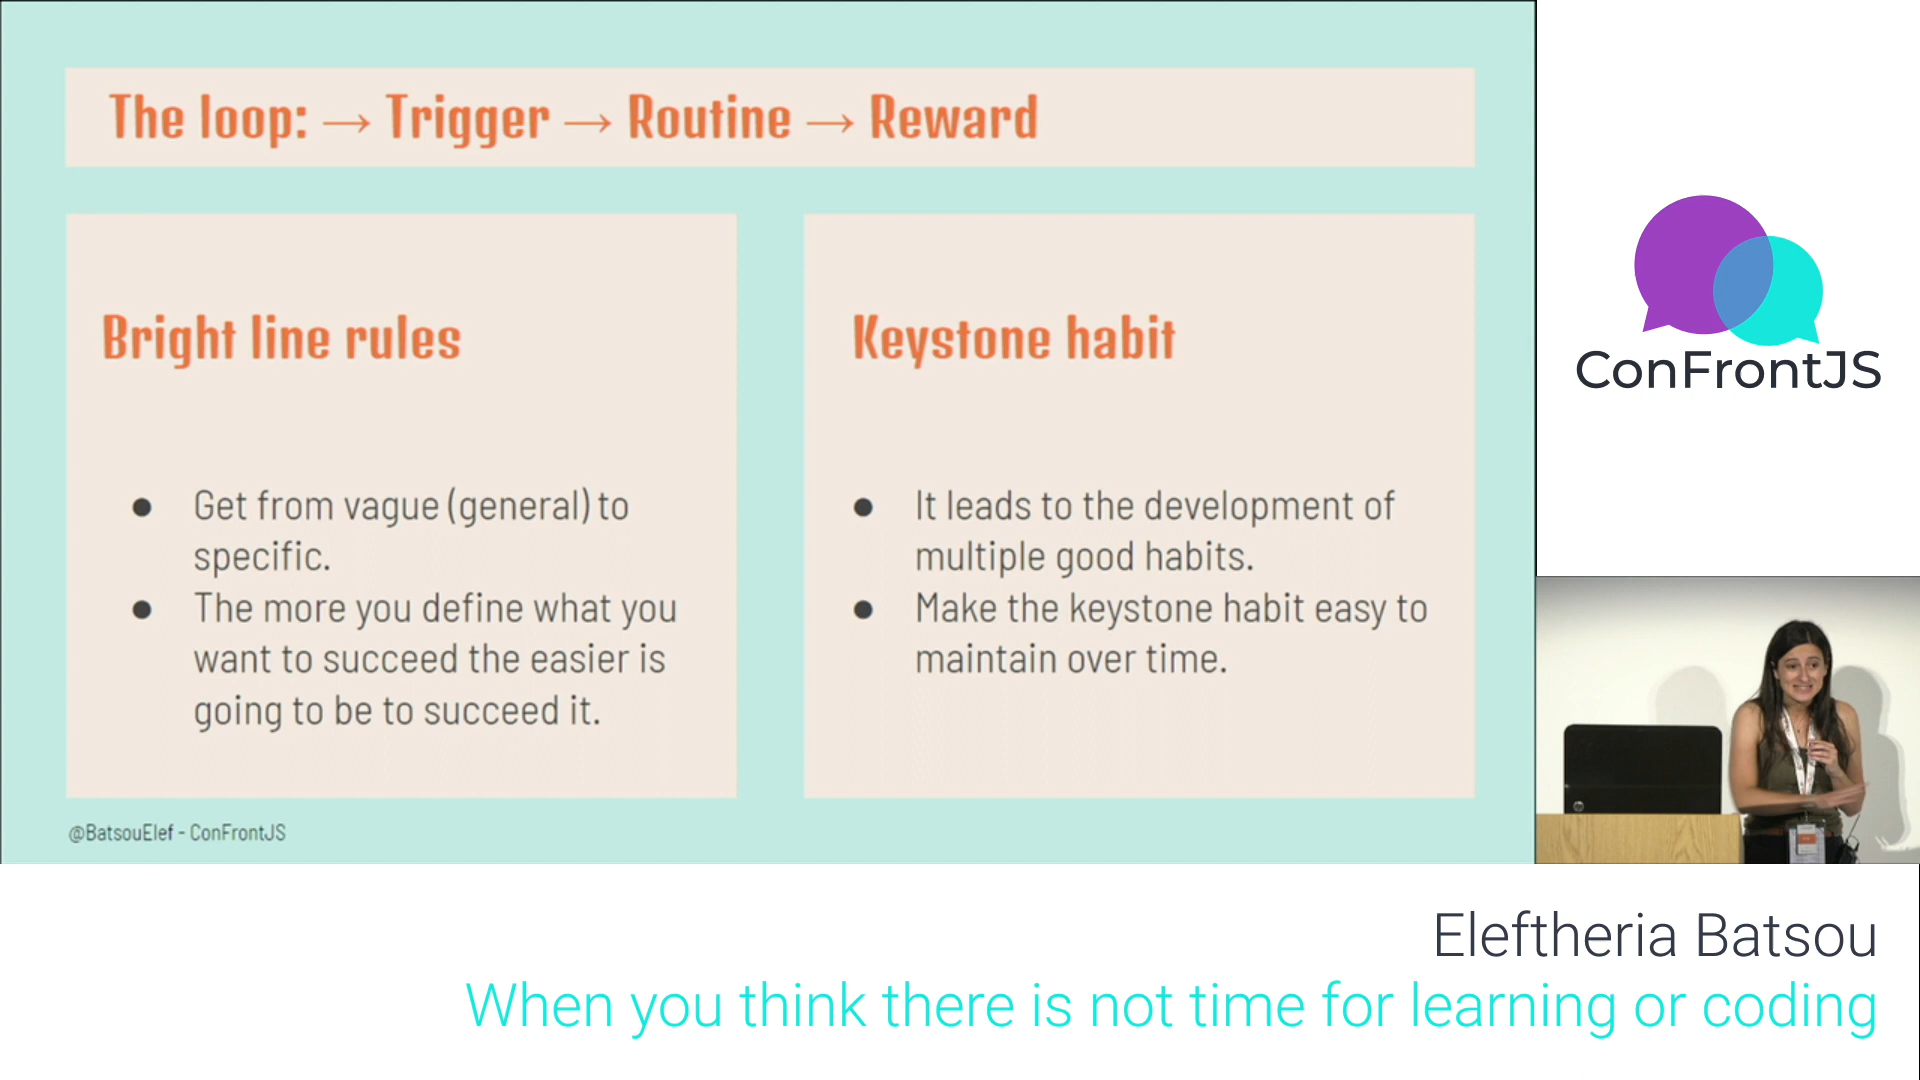 The loop: → Trigger → Routine → Reward
Bright line rules
● Get from vague (general) to
specific.
● The more you define what you
want to succeed the easier is
going to be to succeed it.
Keystone habit
● It leads to the development of
multiple good habits.
● Make the keystone habit easy to
maintain over time.
@BatsouElef - ConFrontJS
ConFrontJS
Eleftheria Batsou
When you think there is not time for learning or coding